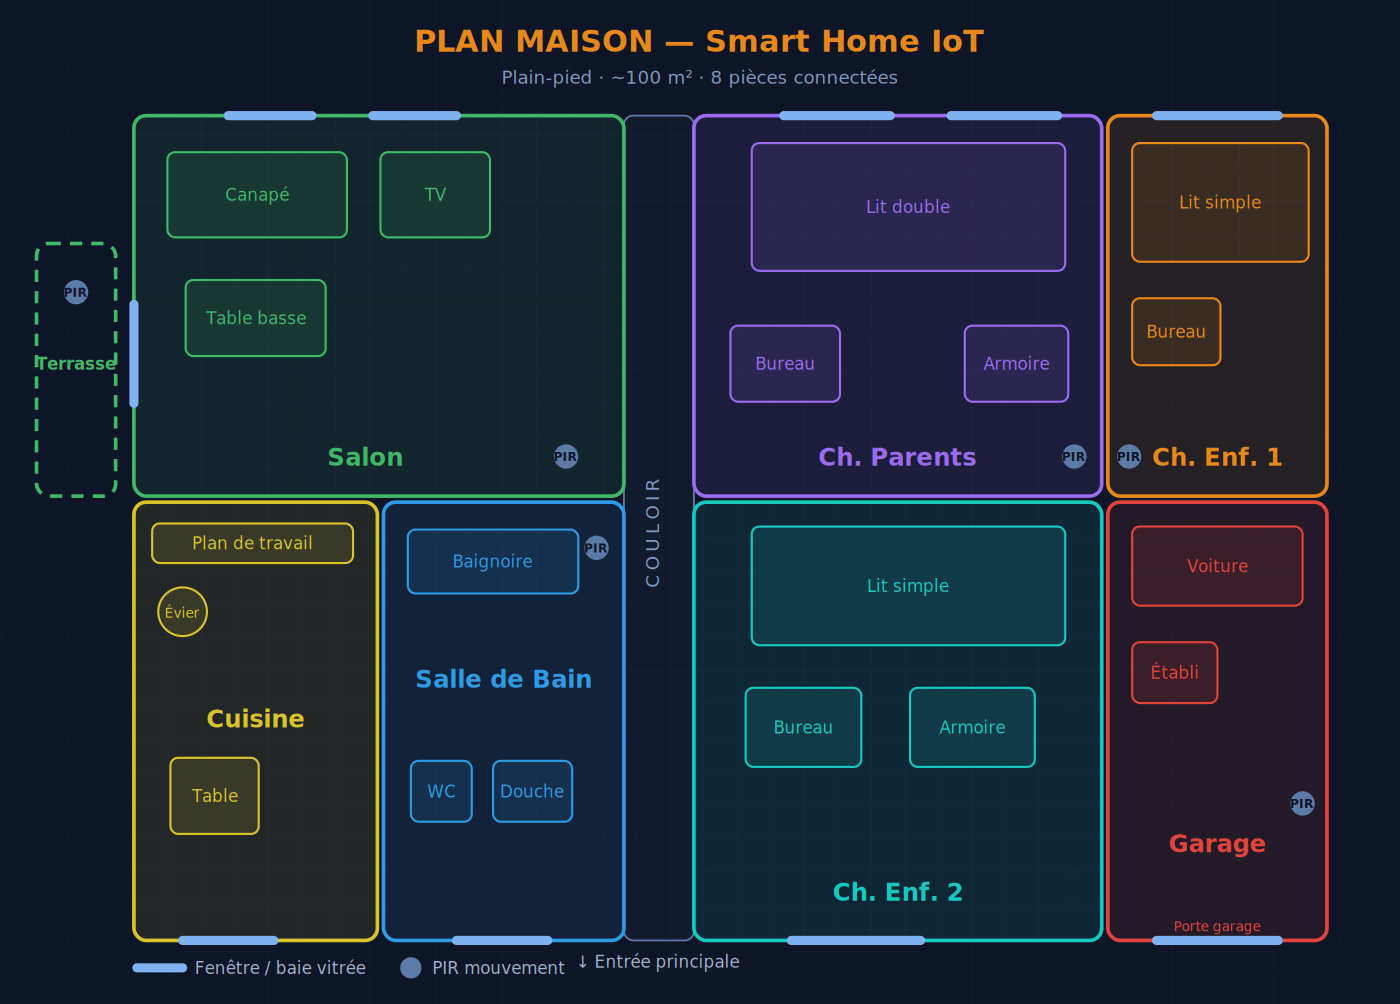 PLAN MAISON — Smart Home IoT
Plain-pied · ~100 m² · 8 pièces connectées
Canapé
TV
Table basse
Salon
PIR
PIR
Terrasse
Lit double
Bureau
Armoire
Ch. Parents
PIR
Lit simple
Bureau
PIR
Ch. Enf. 1
COULOIR
Plan de travail
Évier
Cuisine
Table
Baignoire
PIR
Salle de Bain
WC
Douche
Lit simple
Bureau
Armoire
Ch. Enf. 2
Voiture
Établi
PIR
Garage
Porte garage
Fenêtre / baie vitrée
PIR mouvement
↓ Entrée principale